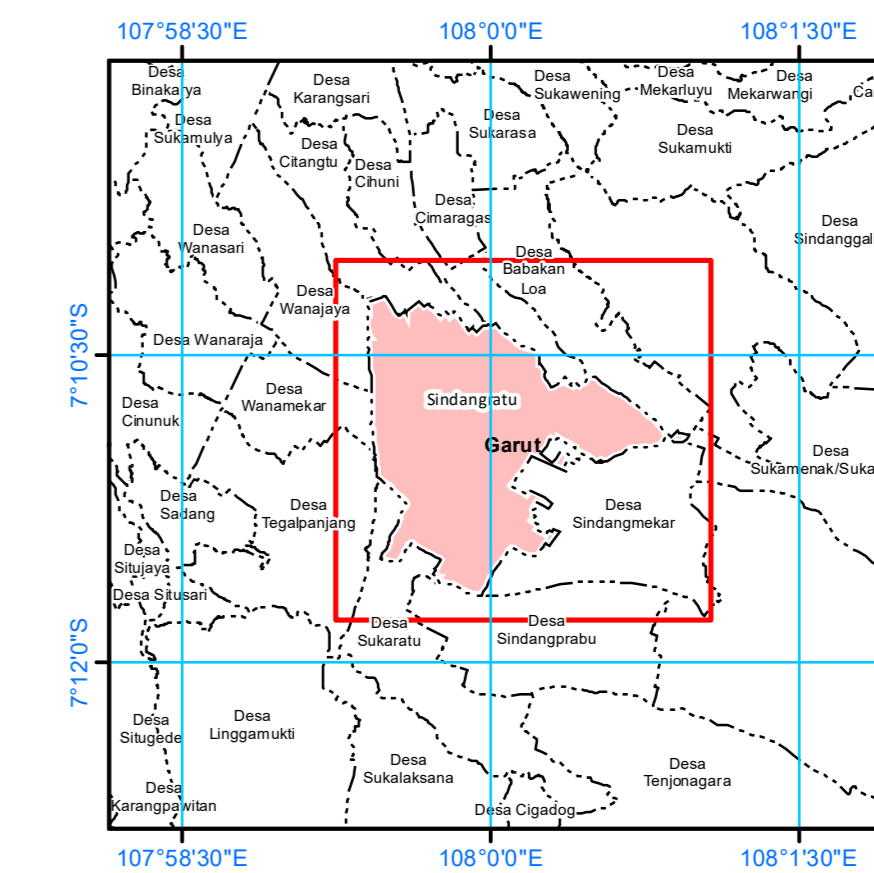 107°58'30"E
108°0'0"E
108°1'30"E
Desa
Binakarya
Desa
Karangsari
Desa
Sukawening
Desa
Mekarluyu
Desa
Mekarwangi
Desa
Sukamulya
Desa
Citangtu
Desa
Cihuni
Desa
Sukarasa
Desa
Sukamukti
Desa
Cimaragas
Desa
Wanasari
Desa
Sindanggali
Desa
Babakan
Loa
Desa
Wanajaya
7°10'30"S
Desa Wanaraja
Desa
Wanamekar
Sindangratu
Desa
Cinunuk
Garut
Desa
Sukamenak/Suka
Desa
Sadang
Desa
Tegalpanjang
Desa
Sindangmekar
Desa
Situjaya
Desa Situsari
Desa
Sukaratu
Desa
Sindangprabu
7°12'0"S
Desa
Situgede
Desa
Linggamukti
Desa
Sukalaksana
Desa
Tenjonagara
Desa
Karangpawitan
Desa Cigadog
107°58'30"E
108°0'0"E
108°1'30"E